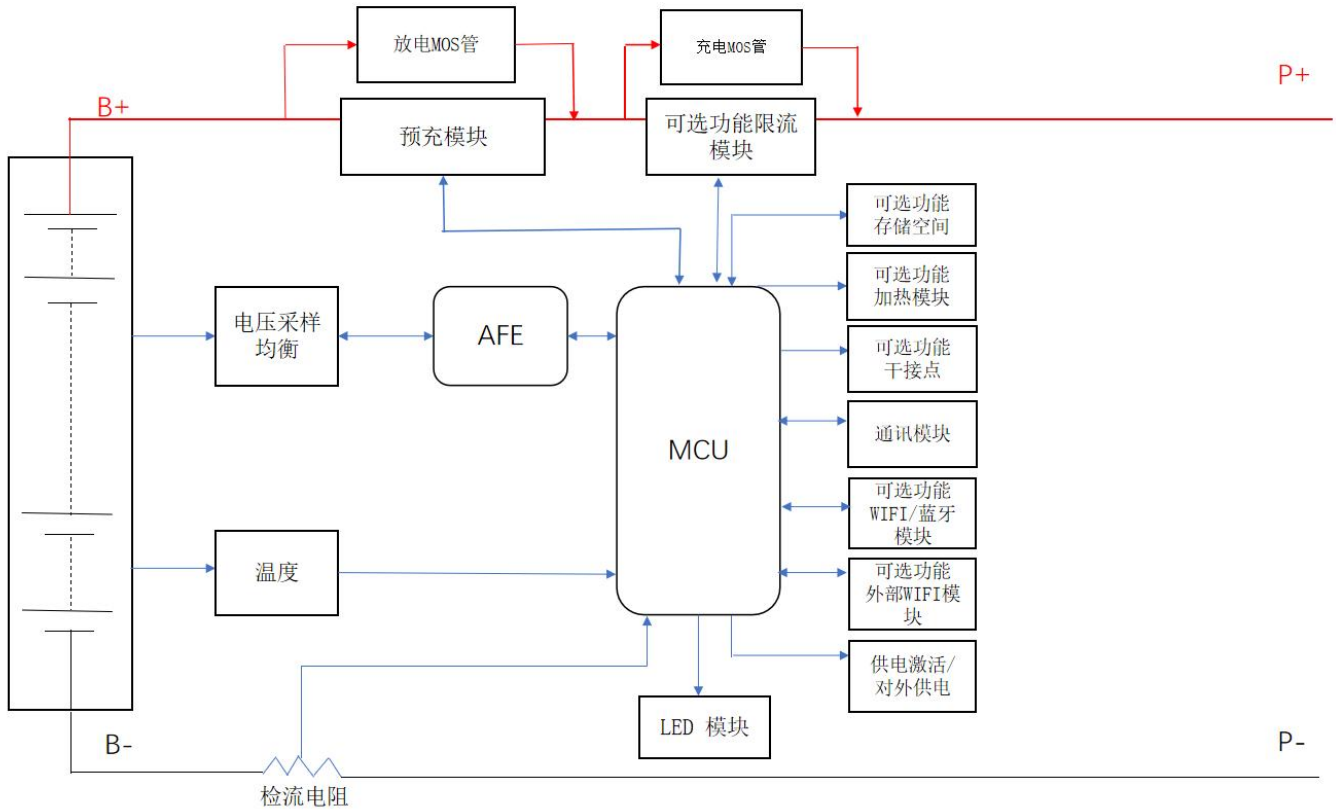 放电MOS管
充电MOS管
B+
P+
预充模块
可选功能限流
模块
可选功能
存储空间
可选功能
加热模块
电压采样
均衡
AFE
MCU
可选功能
干接点
通讯模块
可选功能
WIFI/蓝牙
模块
温度
可选功能
外部WIFI模
块
供电激活/
对外供电
LED 模块
B-
P-
检流电阻